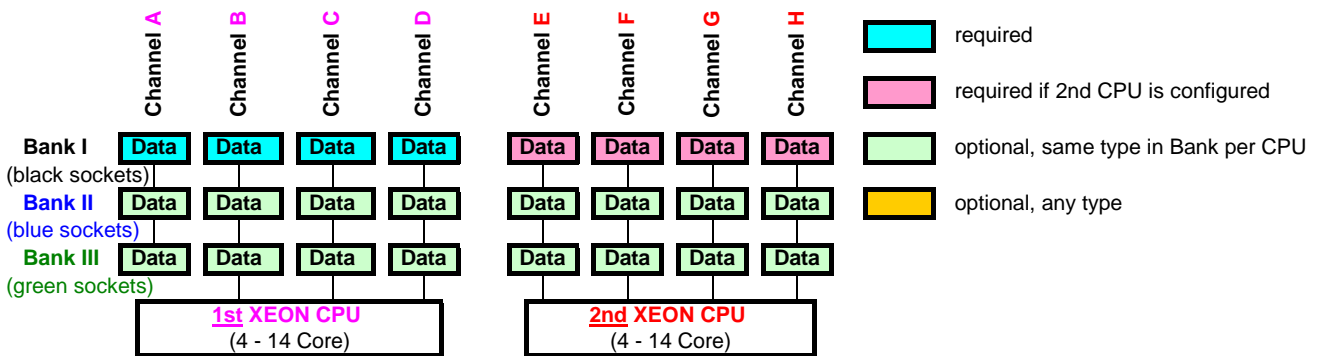 Channel A
Channel B
Channel C
Channel D
Channel E
Channel F
Channel G
Channel H
required
required if 2nd CPU is configured
optional, same type in Bank per CPU
optional, any type
Bank I Data Data Data Data Data Data Data Data
(black sockets)
Bank II Data Data Data Data Data Data Data Data
(blue sockets)
Bank III Data Data Data Data Data Data Data Data
(green sockets)
1st XEON CPU
(4 - 14 Core)
2nd XEON CPU
(4 - 14 Core)